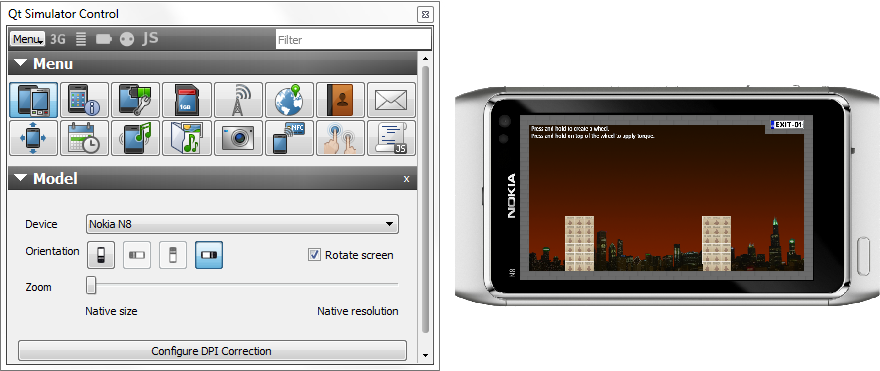 Qt Simulator Control
Menu 3G JS Filter
Menu
1GB
NFC
JS
Model x
Device Nokia N8
Orientation Rotate screen
Zoom
Native size Native resolution
Configure DPI Correction
Press and hold to create a wheel.
Press and hold on top of the wheel to apply torque.
EXIT-01
NOKIA
N8